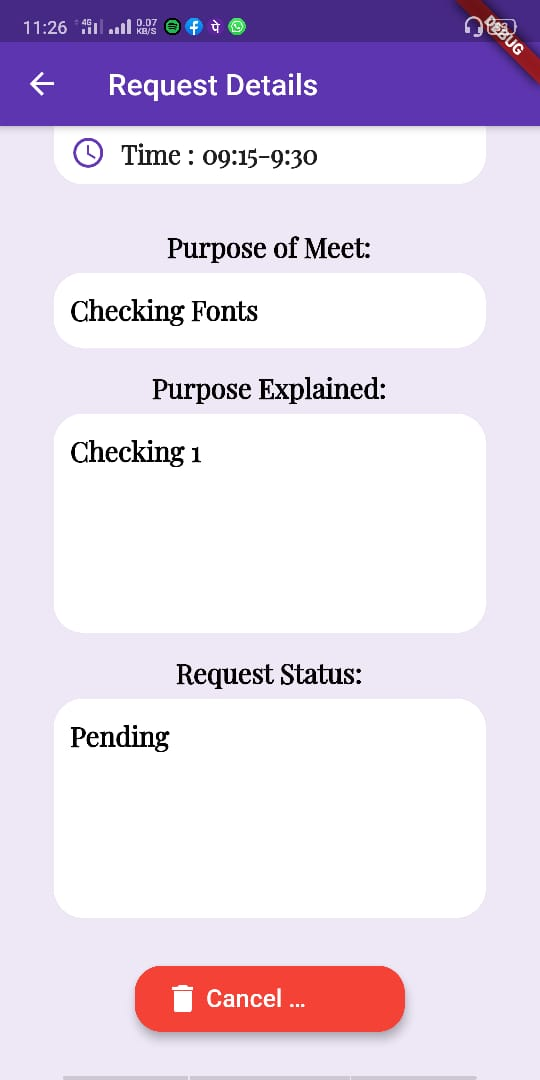 11:26 4G 0.07 KB/S
DEBUG
Request Details
Time : 09:15-9:30
Purpose of Meet:
Checking Fonts
Purpose Explained:
Checking 1
Request Status:
Pending
Cancel ...